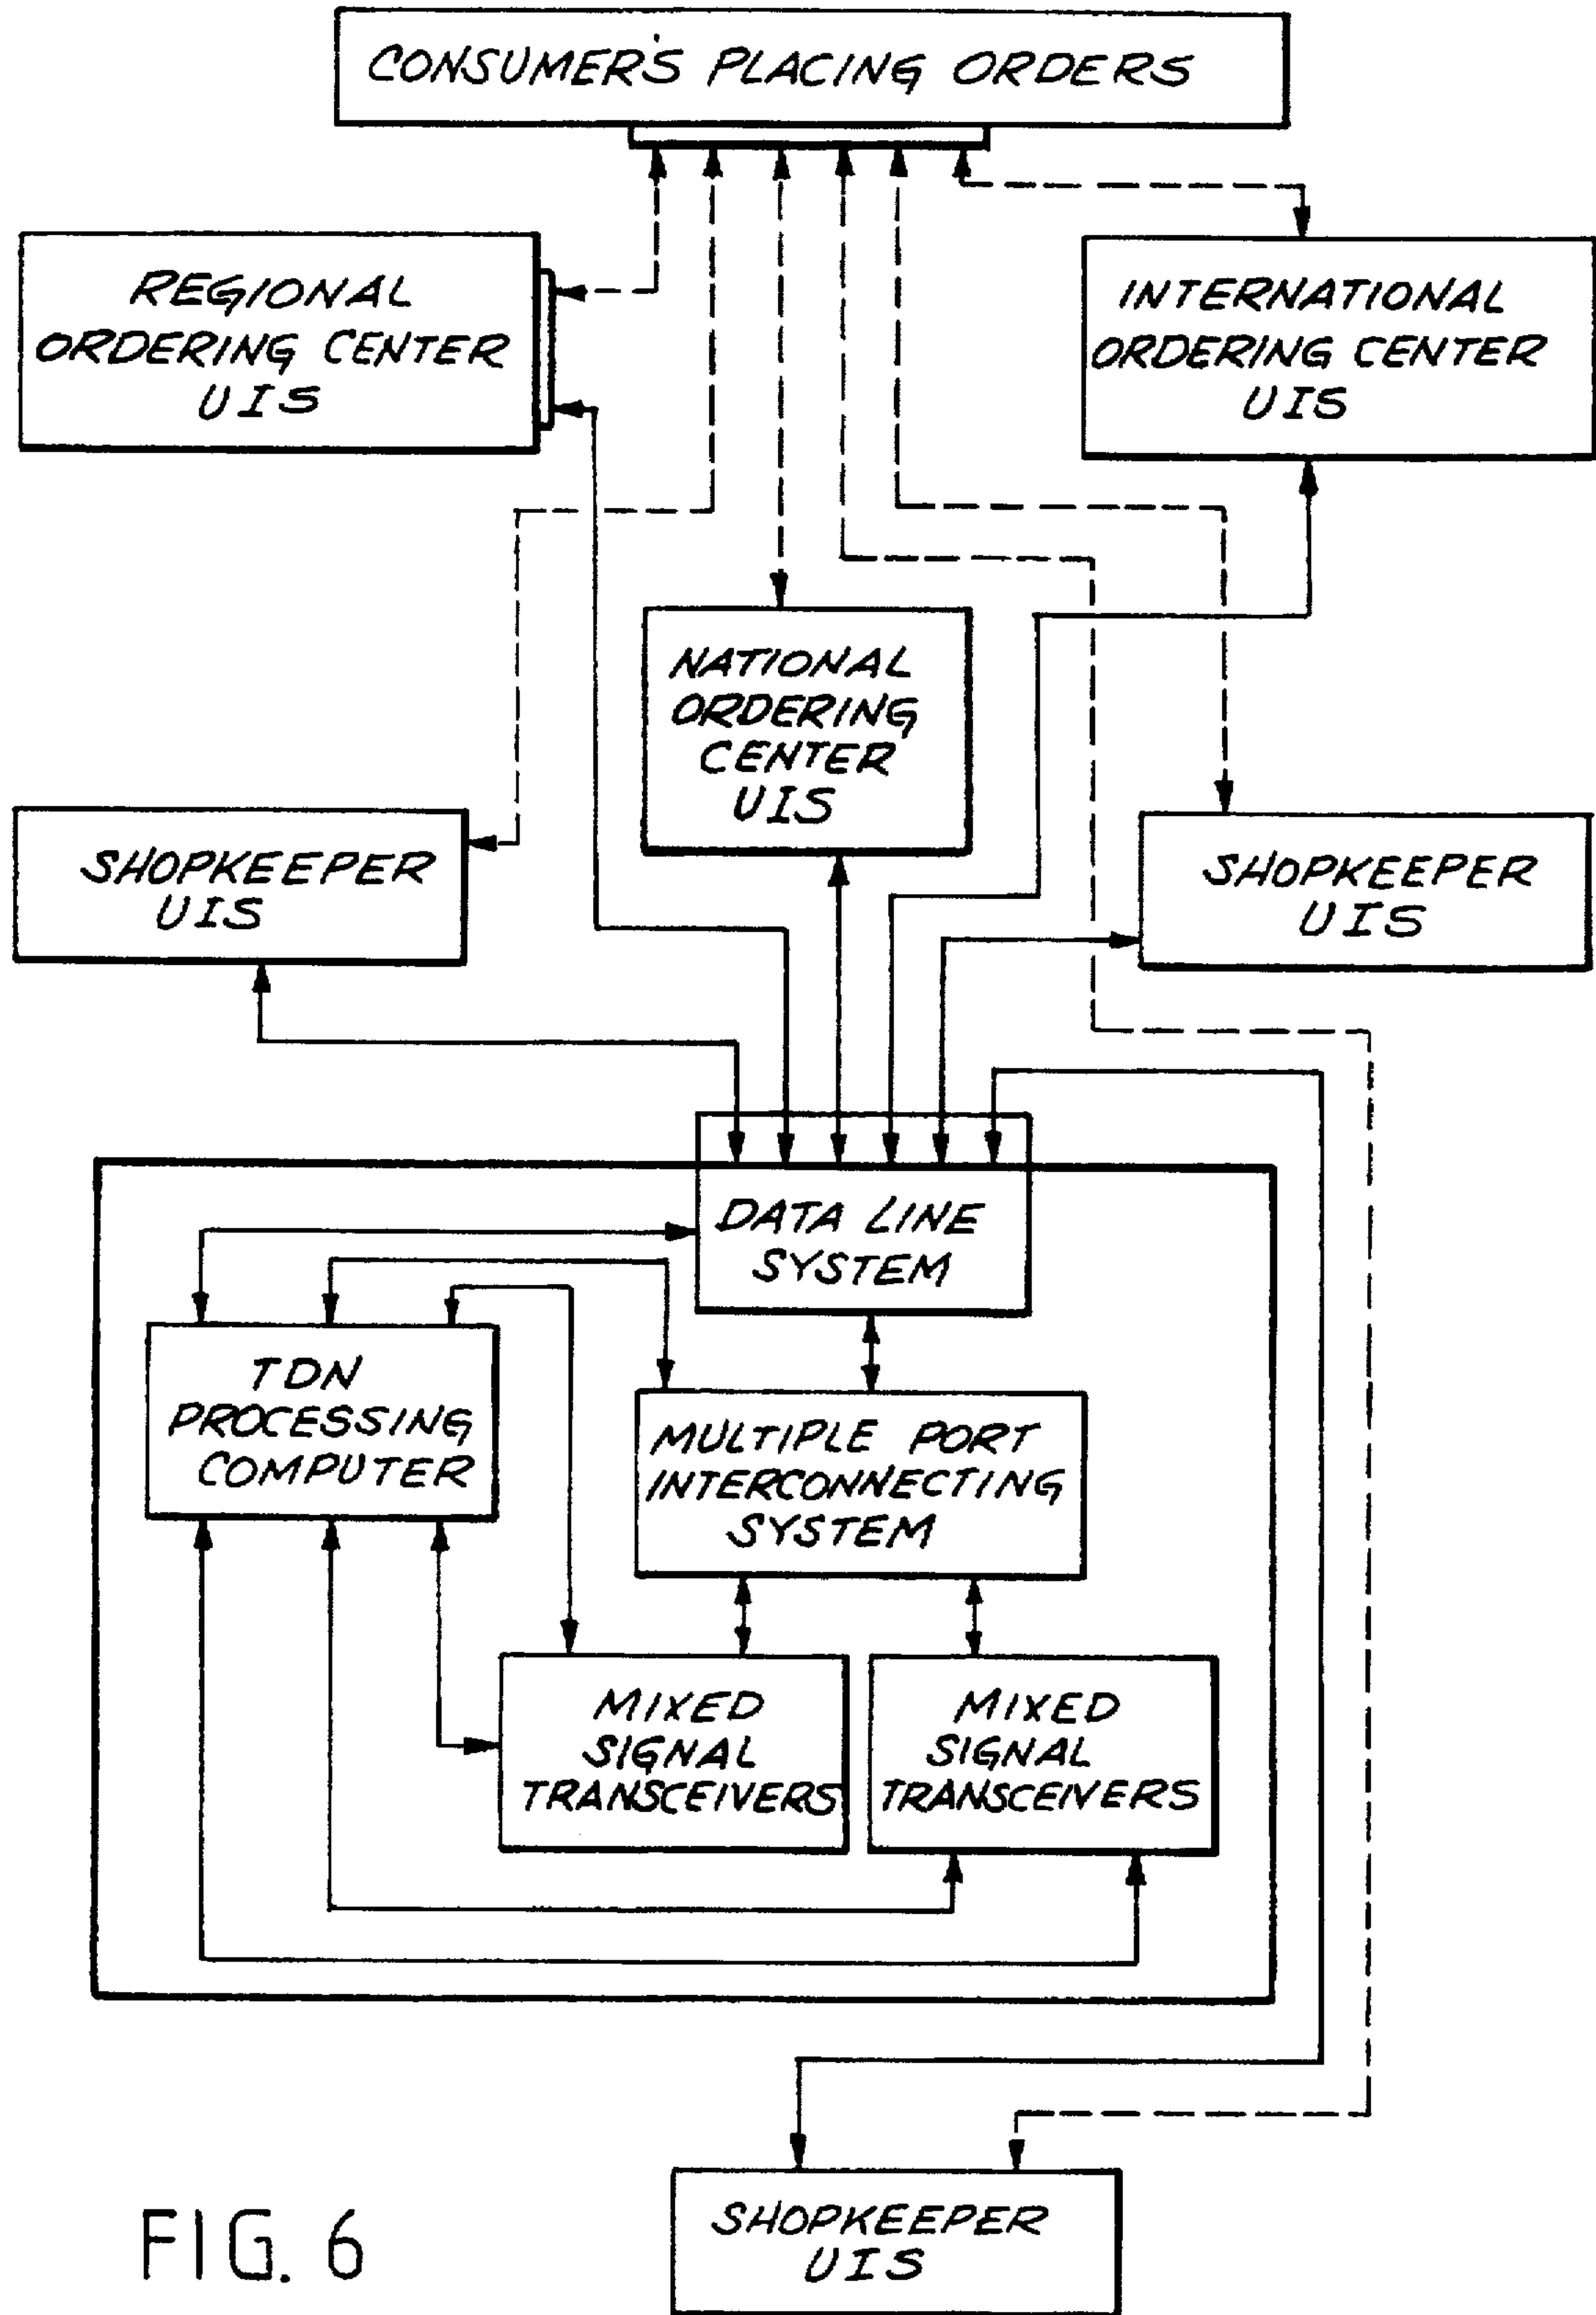 CONSUMER'S PLACING ORDERS
REGIONAL
ORDERING CENTER
UIS
INTERNATIONAL
ORDERING CENTER
UIS
NATIONAL
ORDERING
CENTER
UIS
SHOPKEEPER
UIS
SHOPKEEPER
UIS
DATA LINE
SYSTEM
TDN
PROCESSING
COMPUTER
MULTIPLE PORT
INTERCONNECTING
SYSTEM
MIXED
SIGNAL
TRANSCEIVERS
MIXED
SIGNAL
TRANSCEIVERS
SHOPKEEPER
UIS
FIG. 6